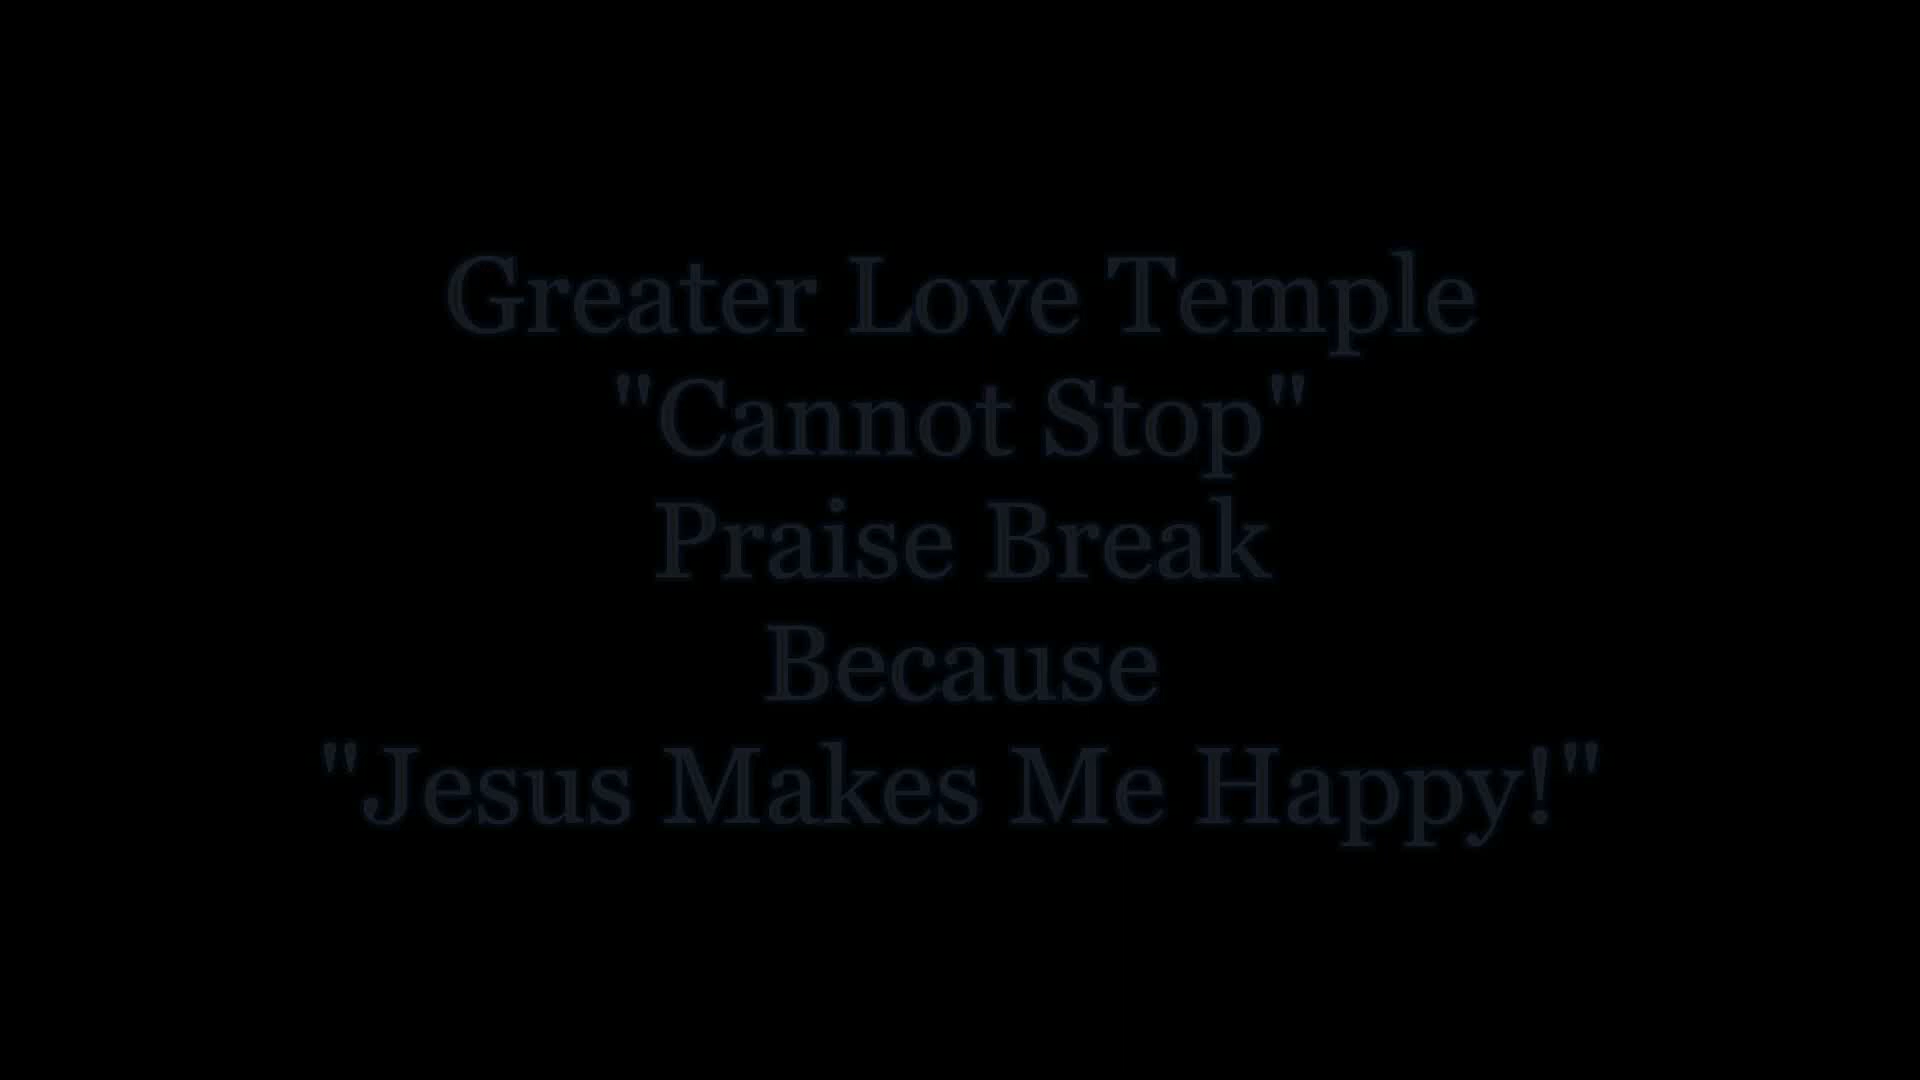 Greater Love Temple
"Cannot Stop"
Praise Break
Because
"Jesus Makes Me Happy!"